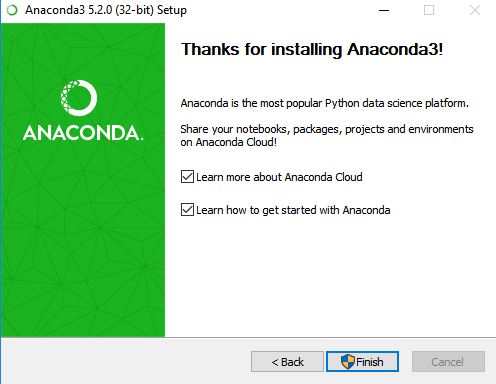 Anaconda3 5.2.0 (32-bit) Setup
Thanks for installing Anaconda3!
ANACONDA.
Anaconda is the most popular Python data science platform.
Share your notebooks, packages, projects and environments
on Anaconda Cloud!
Learn more about Anaconda Cloud
Learn how to get started with Anaconda
< Back
Finish
Cancel